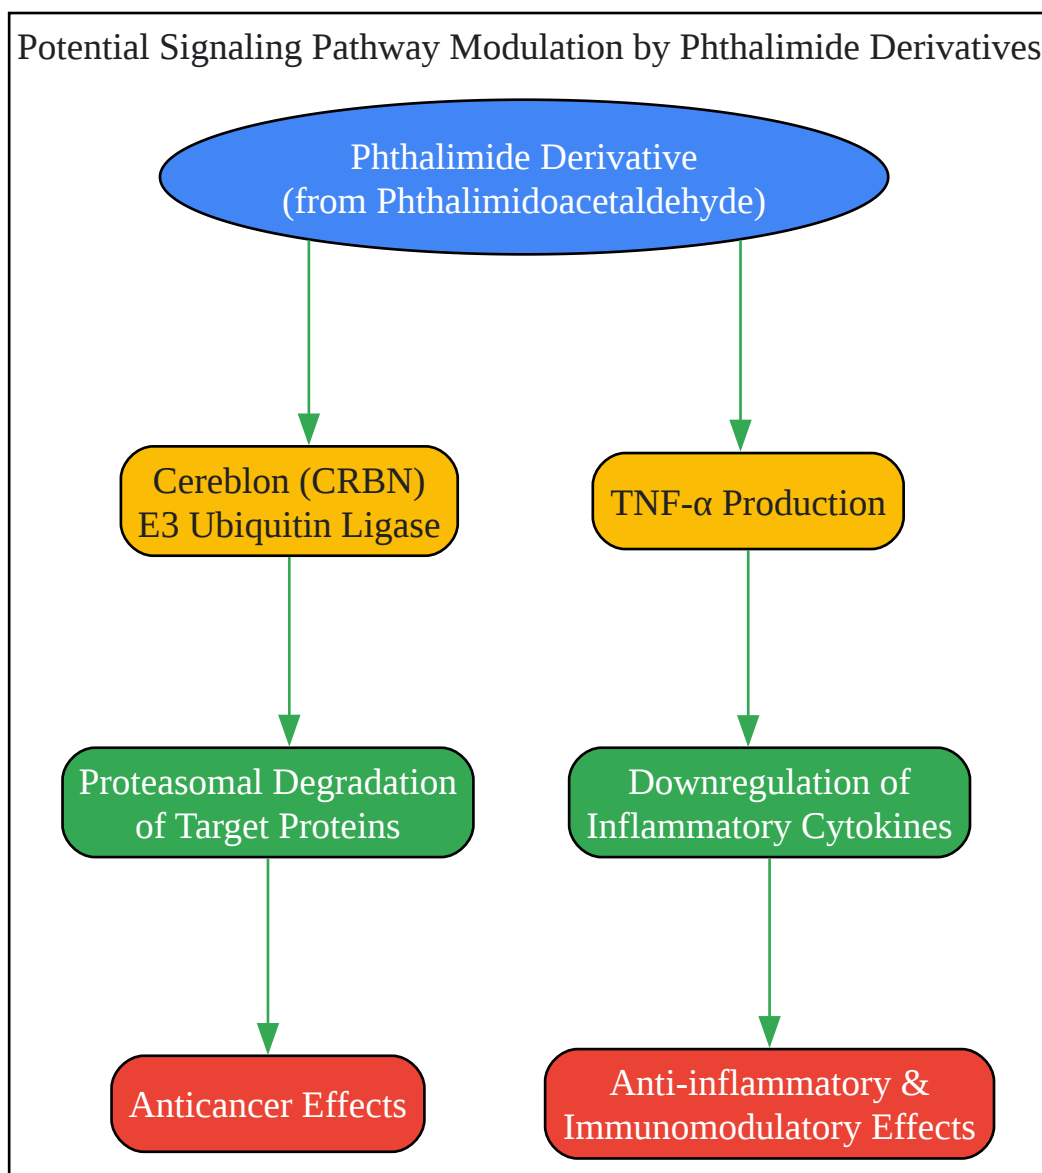 Potential Signaling Pathway Modulation by Phthalimide Derivatives
Phthalimide Derivative
(from Phthalimidoacetaldehyde)
Cereblon (CRBN)
E3 Ubiquitin Ligase
TNF-α Production
Proteasomal Degradation
of Target Proteins
Downregulation of
Inflammatory Cytokines
Anticancer Effects
Anti-inflammatory &
Immunomodulatory Effects